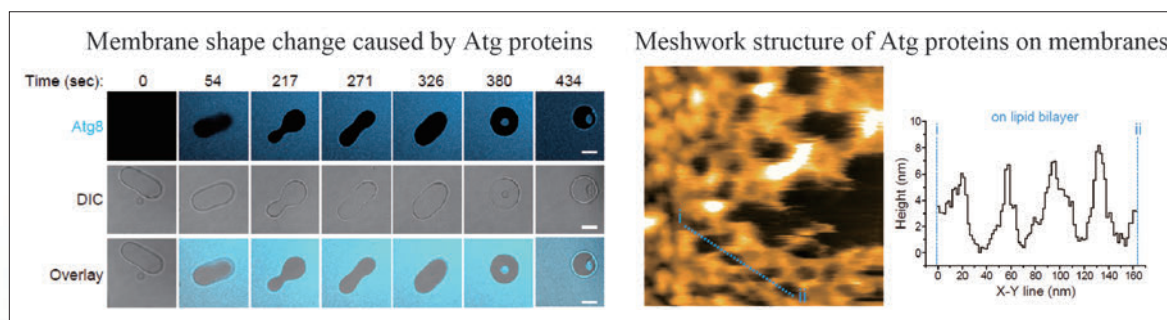 Membrane shape change caused by Atg proteins
Time (sec): 0 54 217 271 326 380 434
Atg8
DIC
Overlay
Meshwork structure of Atg proteins on membranes
i
ii
i on lipid bilayer ii
10
8
6
4
2
0
Height (nm)
0 20 40 60 80 100 120 140 160
X-Y line (nm)